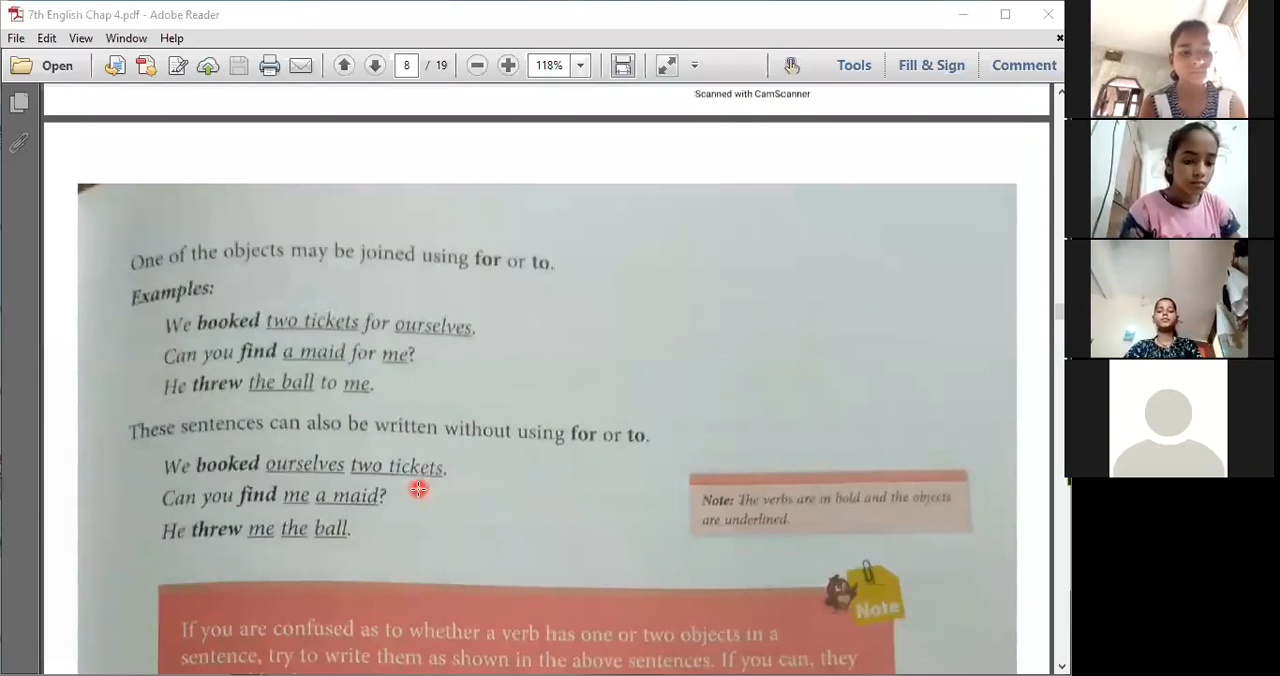 7th English Chap 4.pdf - Adobe Reader
File Edit View Window Help
Open 8 / 19 118% Tools Fill & Sign Comment
Scanned with CamScanner
One of the objects may be joined using for or to.
Examples:
We booked two tickets for ourselves.
Can you find a maid for me?
He threw the ball to me.
These sentences can also be written without using for or to.
We booked ourselves two tickets.
Can you find me a maid?
He threw me the ball.
Note: The verbs are in bold and the objects
are underlined.
Note
If you are confused as to whether a verb has one or two objects in a
sentence, try to write them as shown in the above sentences. If you can, they